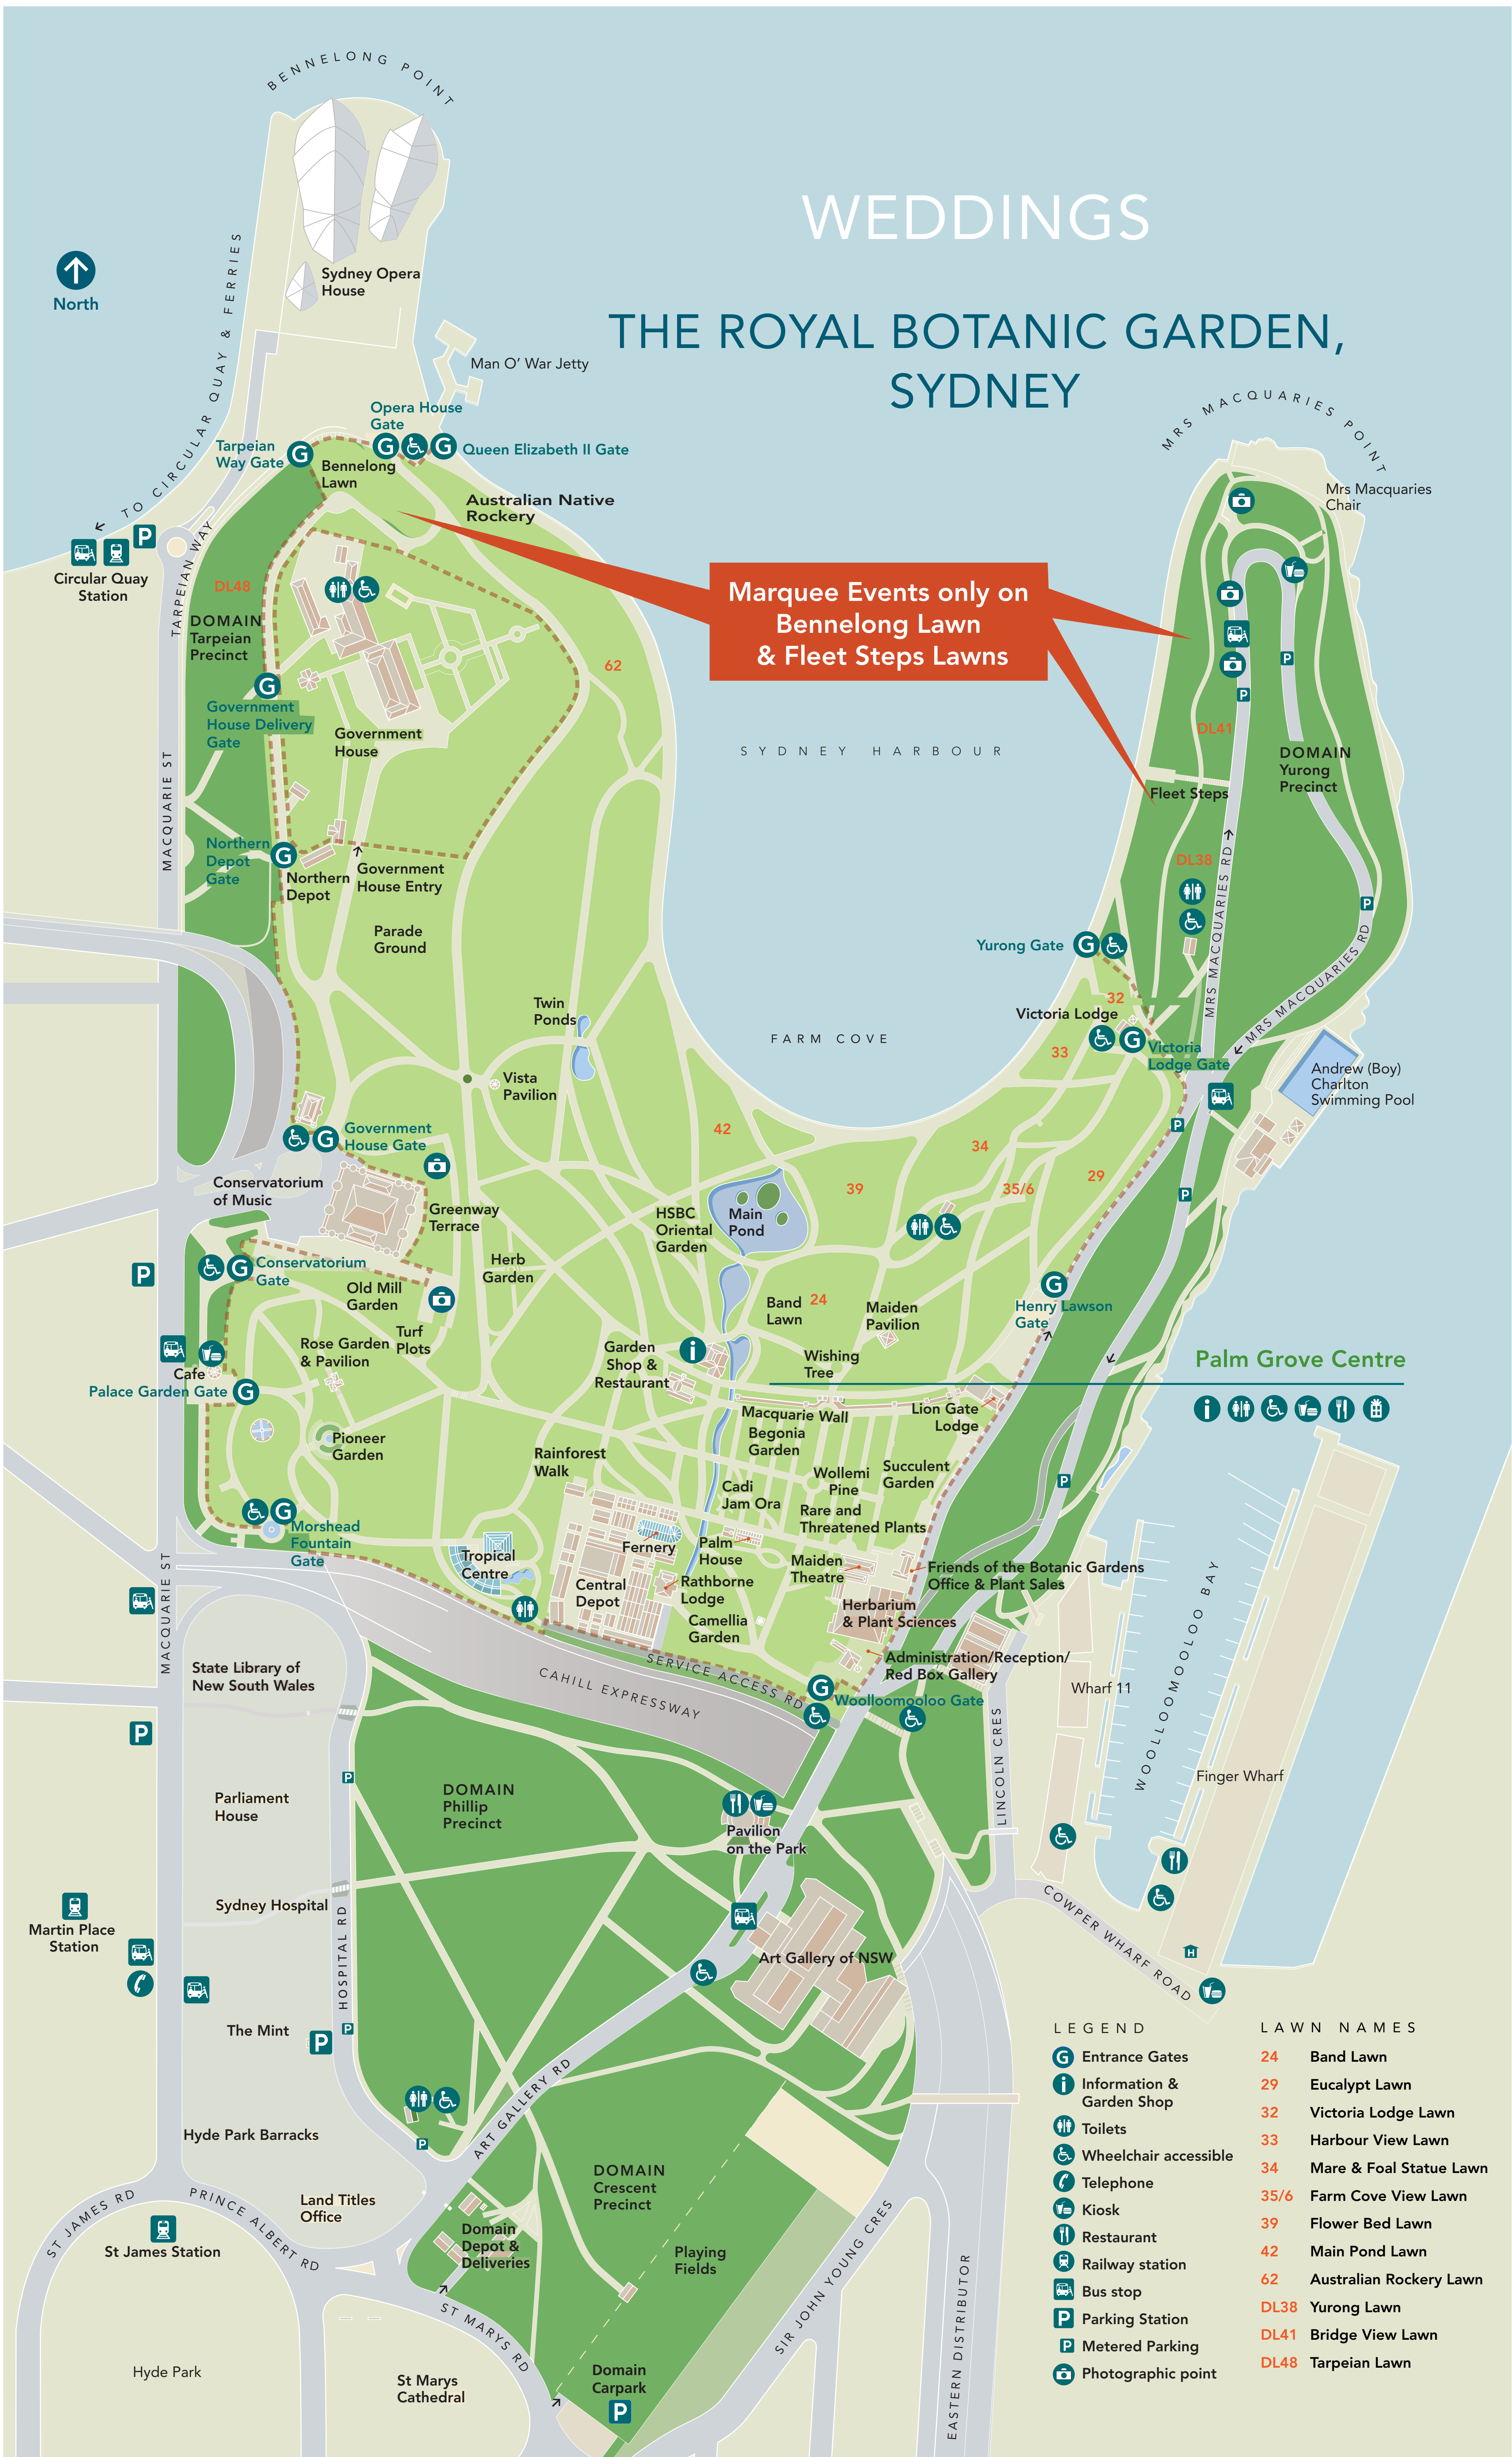 BENNELONG POINT
WEDDINGS
THE ROYAL BOTANIC GARDEN,
SYDNEY
North
Sydney Opera
House
TO CIRCULAR QUAY & FERRIES
Man O' War Jetty
Opera House
Gate
Tarpeian
Way Gate
G
G
G
Queen Elizabeth II Gate
Bennelong
Lawn
Australian Native
Rockery
MRS MACQUARIES POINT
Mrs Macquaries
Chair
P
Circular Quay
Station
TARPEIAN WAY
DL48
DOMAIN
Tarpeian
Precinct
Marquee Events only on
Bennelong Lawn
& Fleet Steps Lawns
62
G
Government
House Delivery
Gate
Government
House
P
P
DL41
DOMAIN
Yurong
Precinct
SYDNEY HARBOUR
MACQUARIE ST
Fleet Steps
Northern
Depot
Gate
G
Northern
Depot
Government
House Entry
DL38
MRS MACQUARIES RD
P
Parade
Ground
Yurong Gate
G
MRS MACQUARIES RD
Twin
Ponds
32
Victoria Lodge
FARM COVE
33
G
Victoria
Lodge Gate
Andrew (Boy)
Charlton
Swimming Pool
Vista
Pavilion
G
Government
House Gate
42
34
P
Conservatorium
of Music
39
35/6
29
P
Greenway
Terrace
HSBC
Oriental
Garden
Main
Pond
G
Conservatorium
Gate
P
Herb
Garden
Old Mill
Garden
G
Henry Lawson
Gate
Band
Lawn
24
Maiden
Pavilion
Turf
Plots
Rose Garden
& Pavilion
Garden
Shop &
Restaurant
i
Wishing
Tree
Palm Grove Centre
i
Cafe
Palace Garden Gate
G
Macquarie Wall
Lion Gate
Lodge
Begonia
Garden
Pioneer
Garden
Rainforest
Walk
Wollemi
Pine
Succulent
Garden
P
Cadi
Jam Ora
Rare and
Threatened Plants
G
Morshead
Fountain
Gate
Tropical
Centre
Fernery
Palm
House
Maiden
Theatre
Friends of the Botanic Gardens
Office & Plant Sales
Central
Depot
Rathborne
Lodge
Herbarium
& Plant Sciences
Camellia
Garden
MACQUARIE ST
SERVICE ACCESS RD
CAHILL EXPRESSWAY
Administration/Reception/
Red Box Gallery
G
Woolloomooloo Gate
State Library of
New South Wales
Wharf 11
WOOLLOOMOOLOO BAY
LINCOLN CRES
Finger Wharf
P
P
Parliament
House
DOMAIN
Phillip
Precinct
Pavilion
on the Park
Sydney Hospital
Martin Place
Station
HOSPITAL RD
Art Gallery of NSW
COWPER WHARF ROAD
H
The Mint
P
P
ART GALLERY RD
Hyde Park Barracks
P
DOMAIN
Crescent
Precinct
Land Titles
Office
ST JAMES RD
PRINCE ALBERT RD
St James Station
Domain
Depot &
Deliveries
Playing
Fields
SIR JOHN YOUNG CRES
EASTERN DISTRIBUTOR
ST MARYS RD
Hyde Park
St Marys
Cathedral
Domain
Carpark
P
LEGEND
G Entrance Gates
i Information &
Garden Shop
Toilets
Wheelchair accessible
Telephone
Kiosk
Restaurant
Railway station
Bus stop
P Parking Station
P Metered Parking
Photographic point
LAWN NAMES
24 Band Lawn
29 Eucalypt Lawn
32 Victoria Lodge Lawn
33 Harbour View Lawn
34 Mare & Foal Statue Lawn
35/6 Farm Cove View Lawn
39 Flower Bed Lawn
42 Main Pond Lawn
62 Australian Rockery Lawn
DL38 Yurong Lawn
DL41 Bridge View Lawn
DL48 Tarpeian Lawn